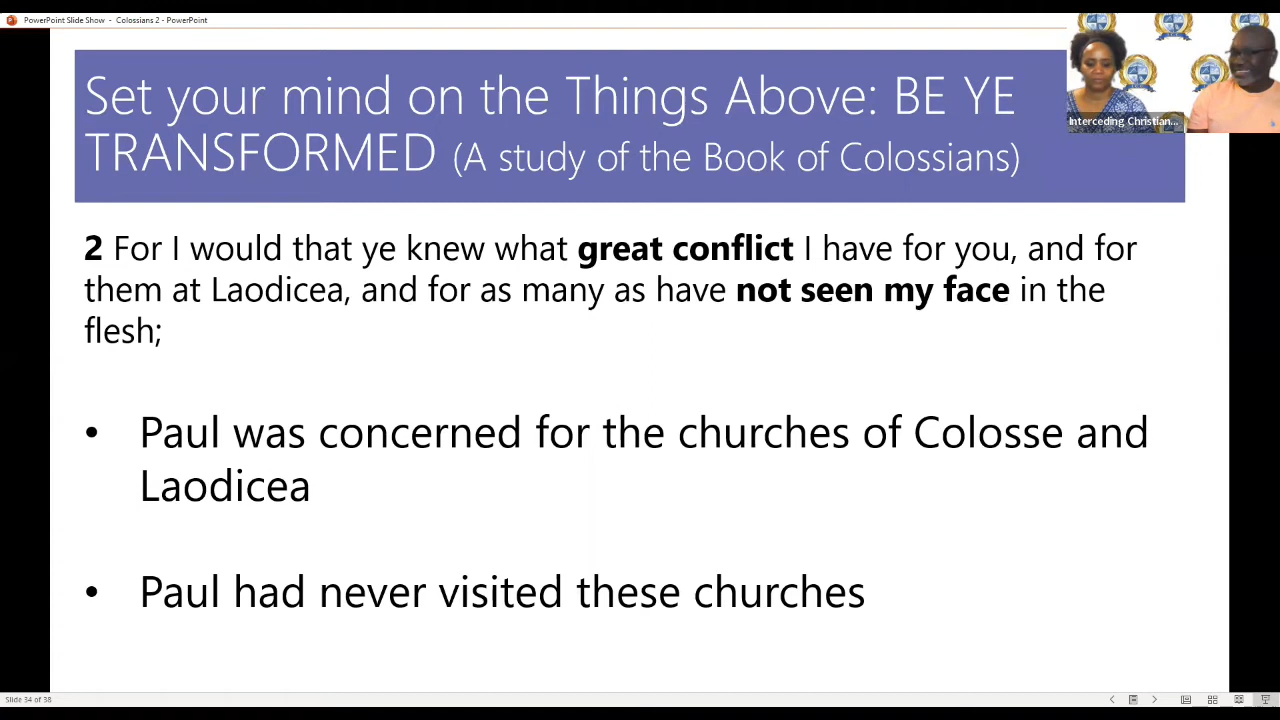 PowerPoint Slide Show - Colossians 2 - PowerPoint
Set your mind on the Things Above: BE YE
TRANSFORMED (A study of the Book of Colossians)
Interceding Christian...
2 For I would that ye knew what great conflict I have for you, and for
them at Laodicea, and for as many as have not seen my face in the
flesh;
• Paul was concerned for the churches of Colosse and
Laodicea
• Paul had never visited these churches
Slide 34 of 38